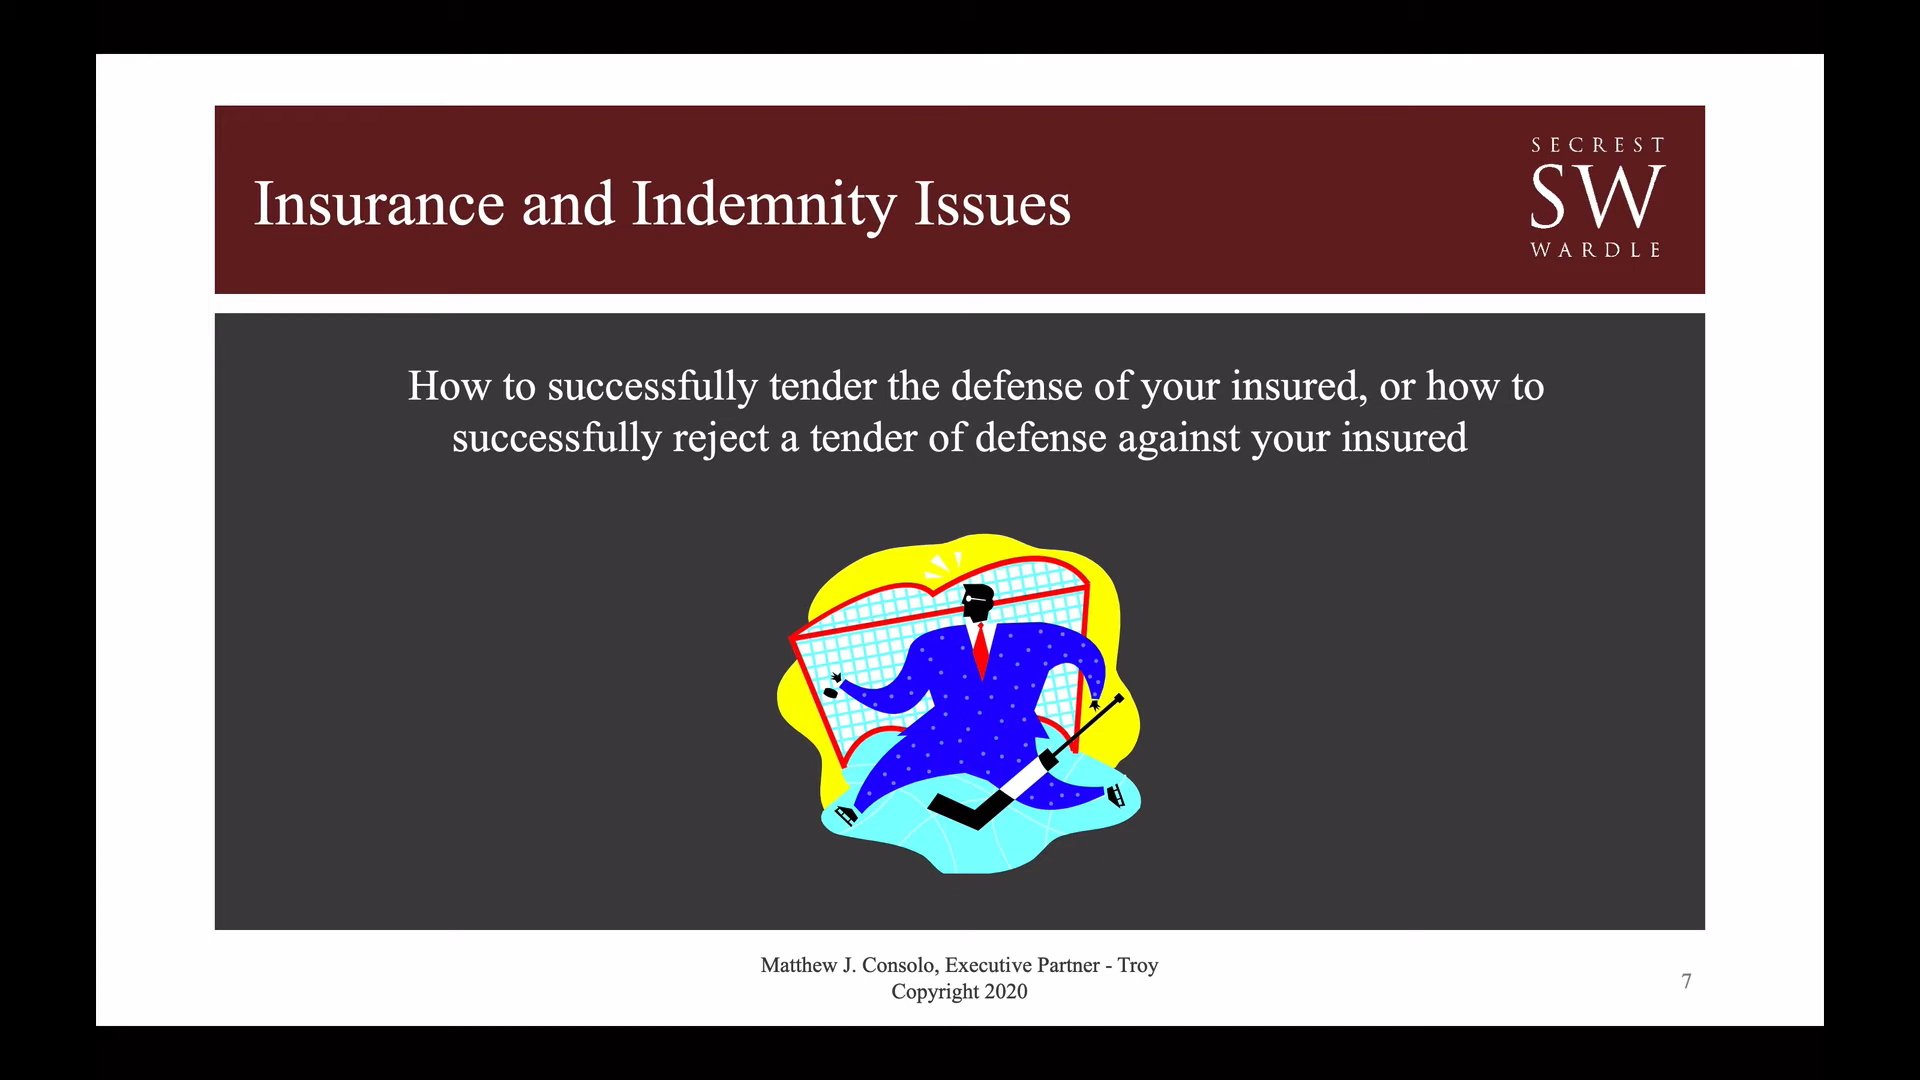 Insurance and Indemnity Issues
SECREST
SW
WARDLE
How to successfully tender the defense of your insured, or how to
successfully reject a tender of defense against your insured
Matthew J. Consolo, Executive Partner - Troy
Copyright 2020
7